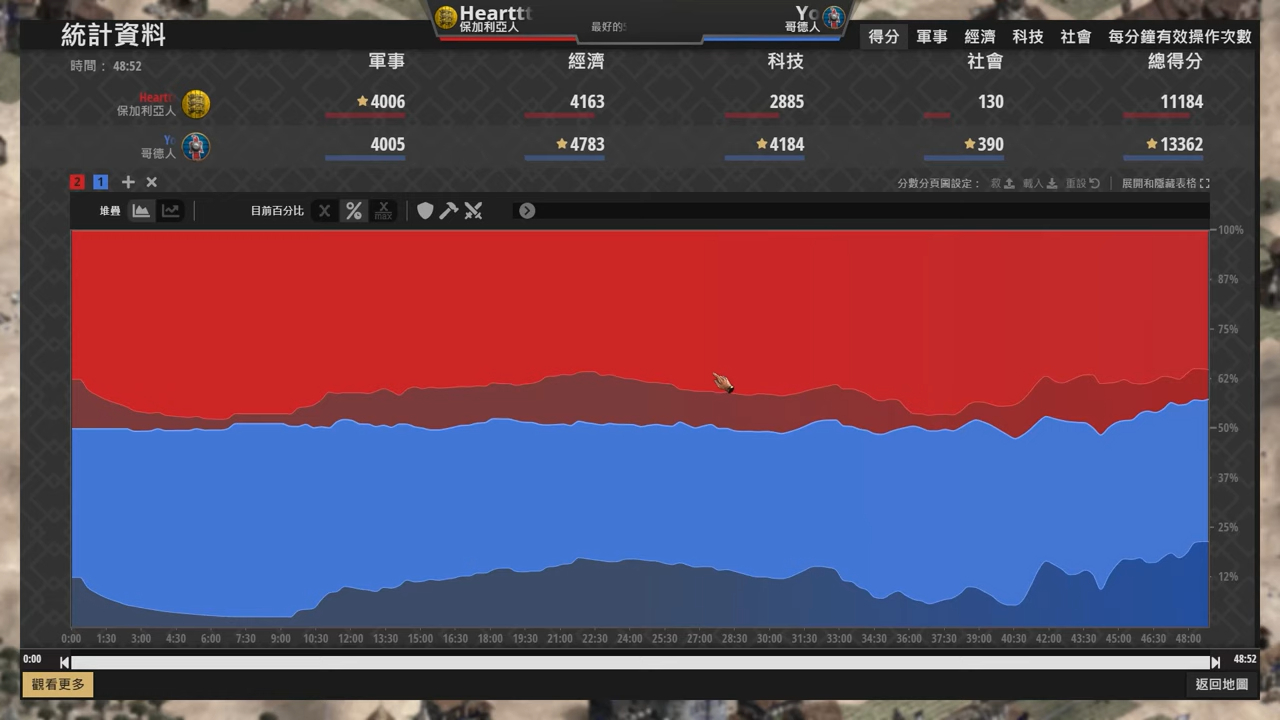 Hearttt
保加利亞人
最好的
Yo
哥德人
統計資料
得分 軍事 經濟 科技 社會 每分鐘有效操作次數
時間： 48:52
軍事 經濟 科技 社會 總得分
Heart
保加利亞人
4006 4163 2885 130 11184
Yo
哥德人
4005 4783 4184 390 13362
2 1
分數分頁圖設定： 載入 重設 展開和隱藏表格
堆疊 目前百分比 X % X max
100%
87%
75%
62%
50%
37%
25%
12%
0:00 1:30 3:00 4:30 6:00 7:30 9:00 10:30 12:00 13:30 15:00 16:30 18:00 19:30 21:00 22:30 24:00 25:30 27:00 28:30 30:00 31:30 33:00 34:30 36:00 37:30 39:00 40:30 42:00 43:30 45:00 46:30 48:00
0:00 48:52
觀看更多 返回地圖